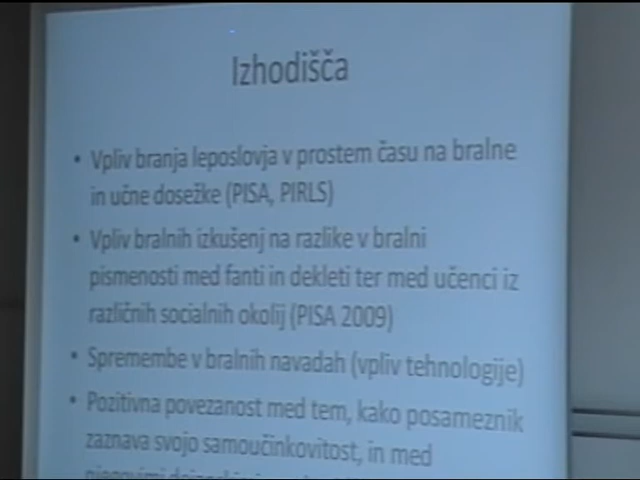 Izhodišča
• Vpliv branja leposlovja v prostem času na bralne
in učne dosežke (PISA, PIRLS)
• Vpliv bralnih izkušenj na razlike v bralni
pismenosti med fanti in dekleti ter med učenci iz
različnih socialnih okolij (PISA 2009)
• Spremembe v bralnih navadah (vpliv tehnologije)
• Pozitivna povezanost med tem, kako posameznik
zaznava svojo samoučinkovitost, in med